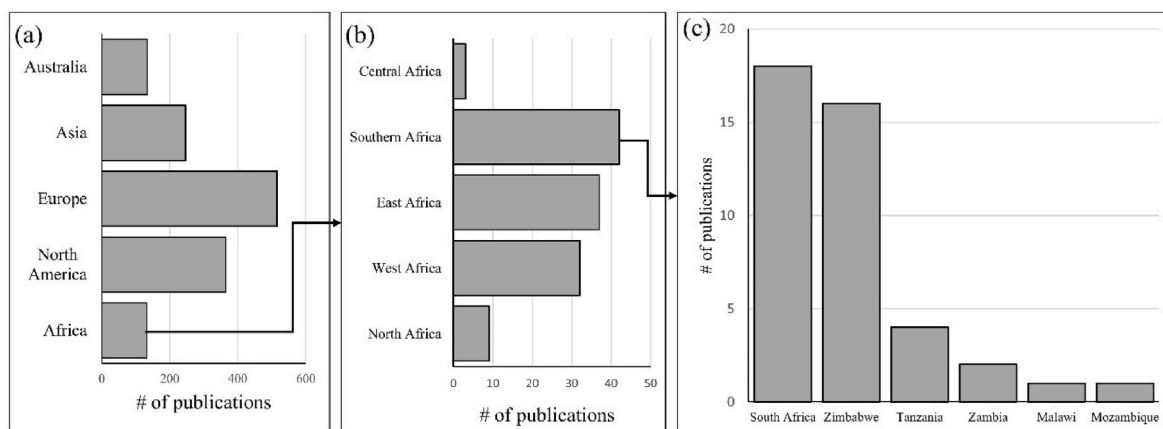 (a)
Australia
Asia
Europe
North
America
Africa
0 200 400 600
# of publications
(b)
Central Africa
Southern Africa
East Africa
West Africa
North Africa
0 10 20 30 40 50
# of publications
(c)
# of publications
20
15
10
5
0
South Africa Zimbabwe Tanzania Zambia Malawi Mozambique